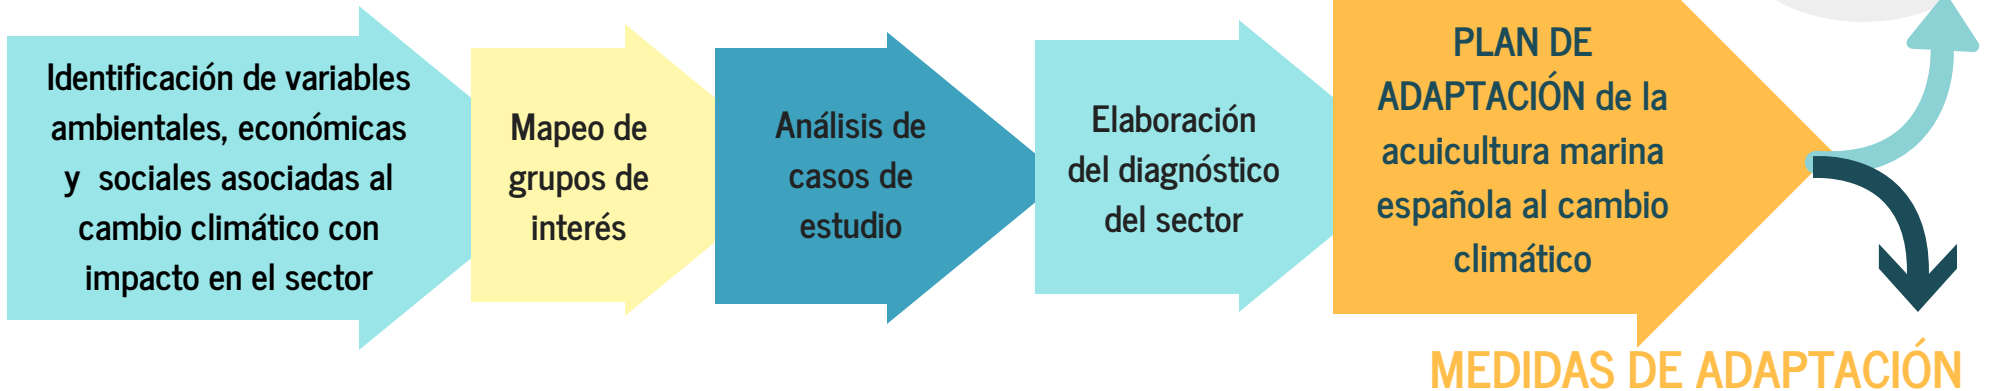 Identificación de variables
ambientales, económicas
y sociales asociadas al
cambio climático con
impacto en el sector
Mapeo de
grupos de
interés
Análisis de
casos de
estudio
Elaboración
del diagnóstico
del sector
PLAN DE
ADAPTACIÓN de la
acuicultura marina
española al cambio
climático
MEDIDAS DE ADAPTACIÓN